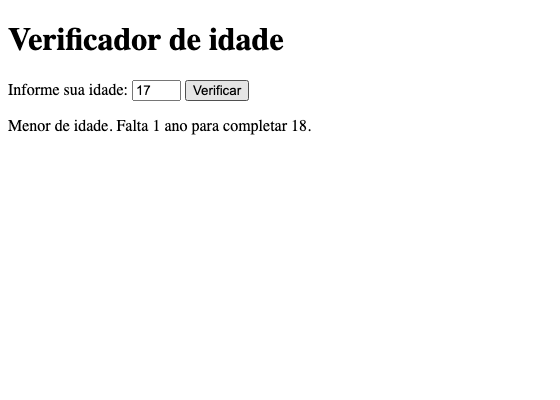 Verificador de idade
Informe sua idade: 17 Verificar
Menor de idade. Falta 1 ano para completar 18.